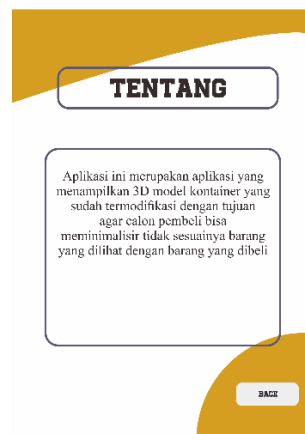 TENTANG
Aplikasi ini merupakan aplikasi yang
menampilkan 3D model kontainer yang
sudah termodifikasi dengan tujuan
agar calon pembeli bisa
meminimalisir tidak sesuainya barang
yang dilihat dengan barang yang dibeli
BACK